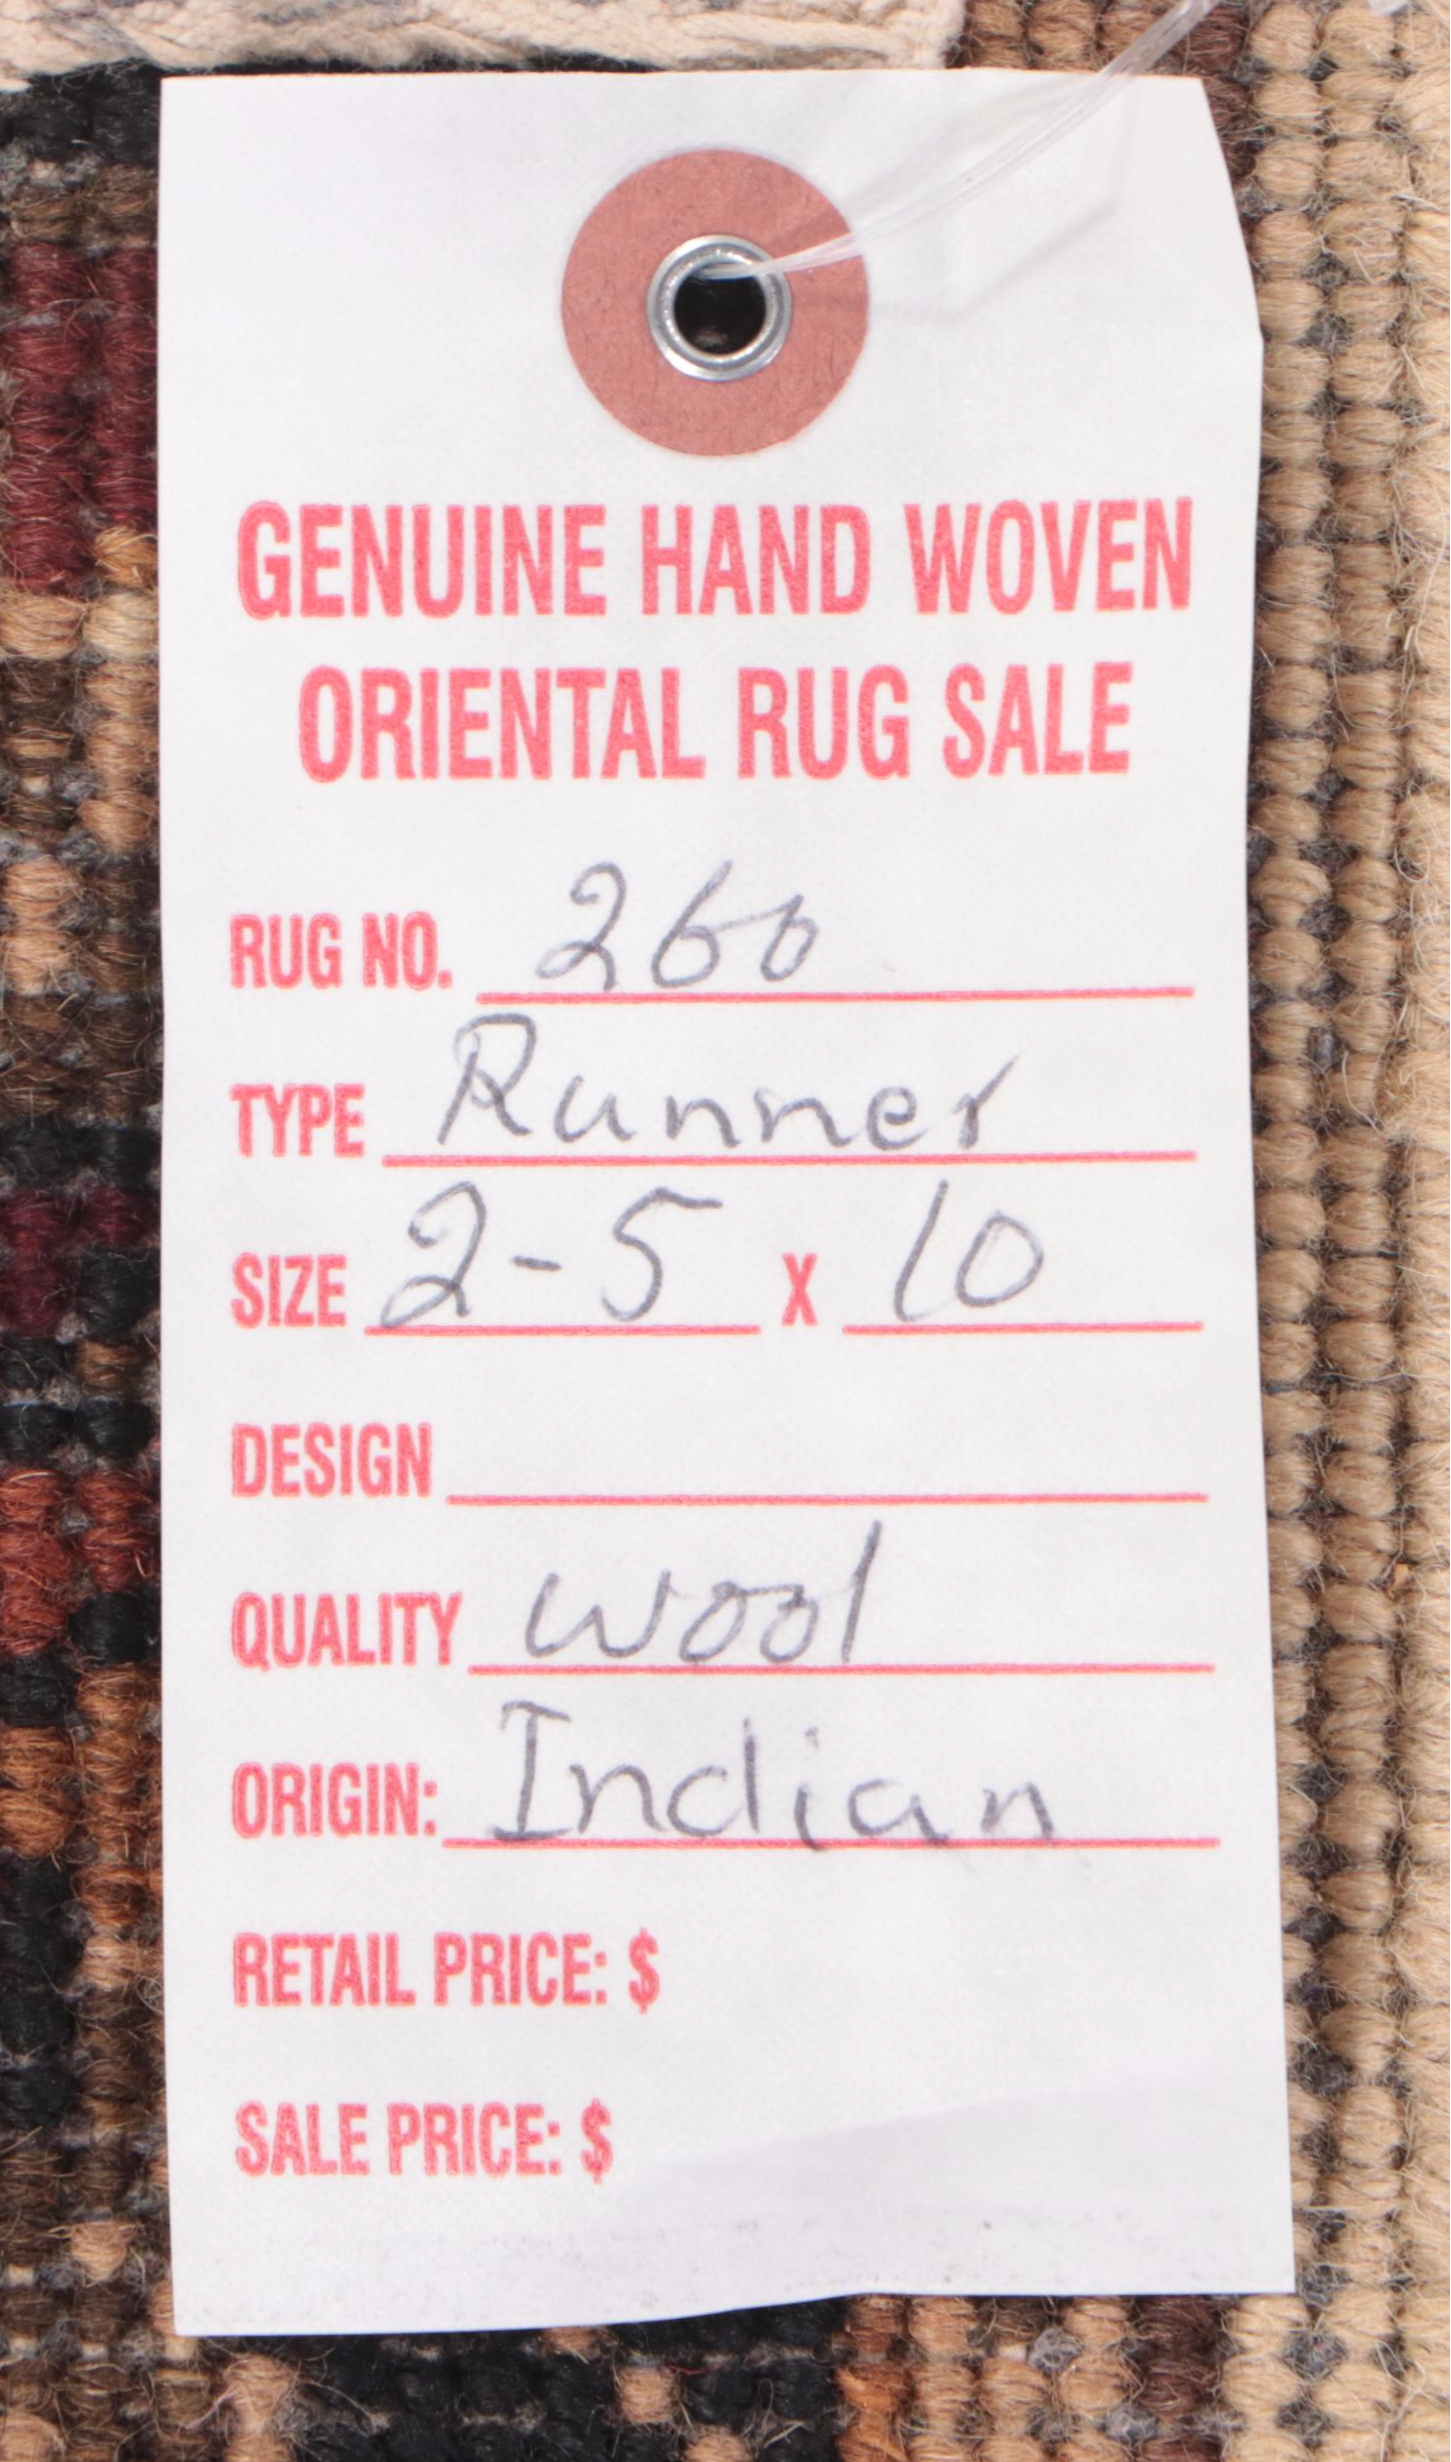 GENUINE HAND WOVEN
ORIENTAL RUG SALE
RUG NO. 260
TYPE Runner
SIZE 2-5 X 10
DESIGN
QUALITY Wool
ORIGIN: Indian
RETAIL PRICE: $
SALE PRICE: $